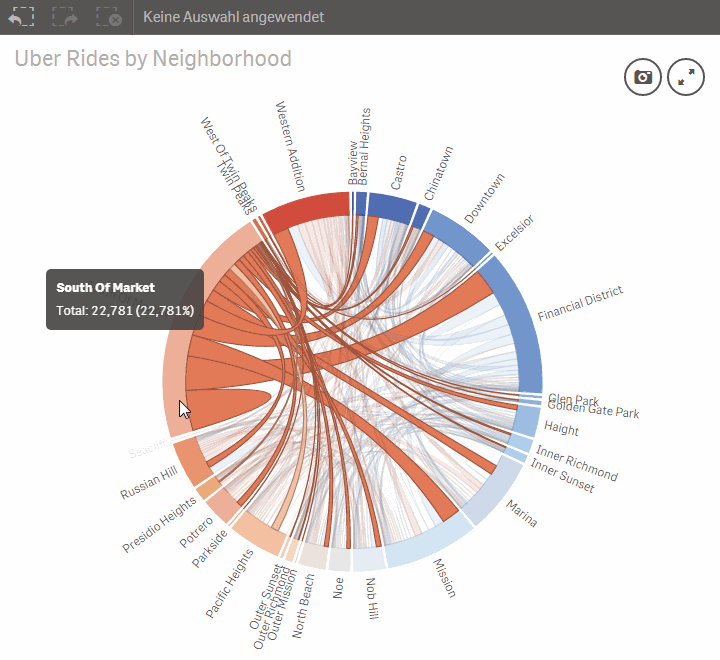 Keine Auswahl angewendet
Uber Rides by Neighborhood
West Of Twin Peaks
Twin Peaks
Western Addition
Bayview
Bernal Heights
Castro
Chinatown
Downtown
Excelsior
Financial District
Glen Park
Golden Gate Park
Haight
Inner Richmond
Inner Sunset
Marina
Mission
Nob Hill
Noe
North Beach
Outer Mission
Outer Richmond
Outer Sunset
Pacific Heights
Parkside
Potrero
Presidio Heights
Russian Hill
South Of Market
Total: 22,781 (22,781%)